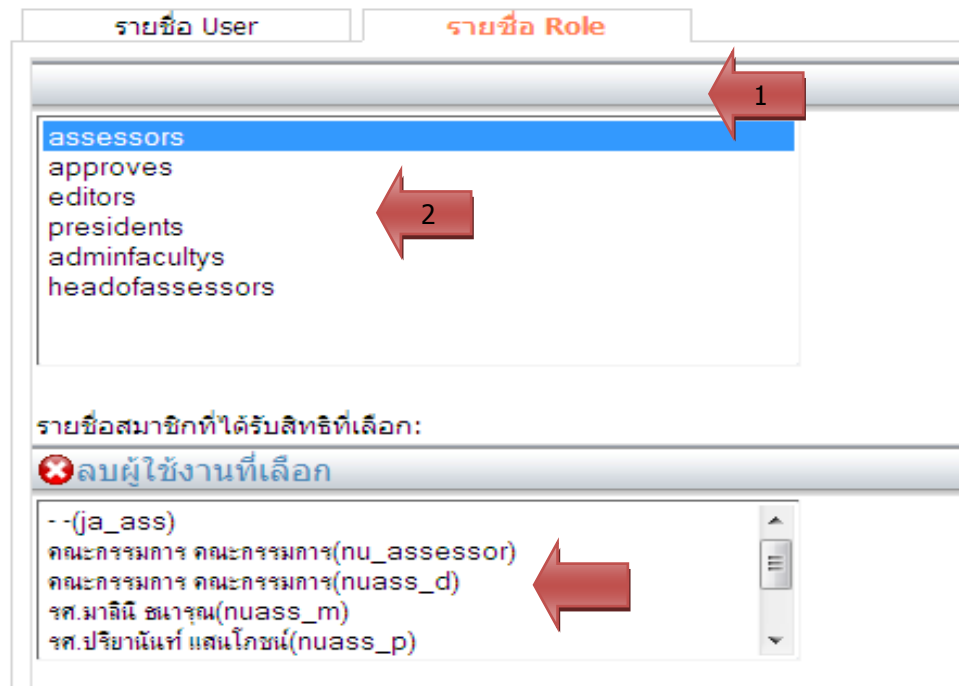 รายชื่อ User
รายชื่อ Role
1
assessors
approves
editors
2
presidents
adminfacultys
headofassessors
รายชื่อสมาชิกที่ได้รับสิทธิที่เลือก:
ลบผู้ใช้งานที่เลือก
- -(ja_ass)
คณะกรรมการ คณะกรรมการ(nu_assessor)
คณะกรรมการ คณะกรรมการ(nuass_d)
รศ.มาลินี ธนารุณ(nuass_m)
รศ.ปริยานันท์ แสนโภชน์(nuass_p)